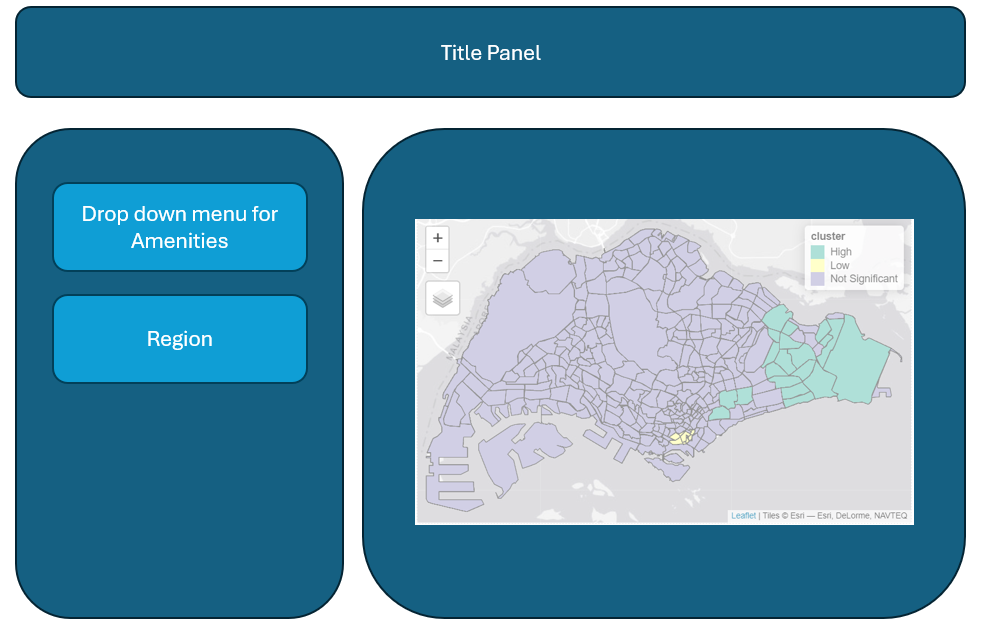 Title Panel
Drop down menu for
Amenities
Region
+
−
cluster
High
Low
Not Significant
MALAYSIA
Leaflet | Tiles © Esri — Esri, DeLorme, NAVTEQ